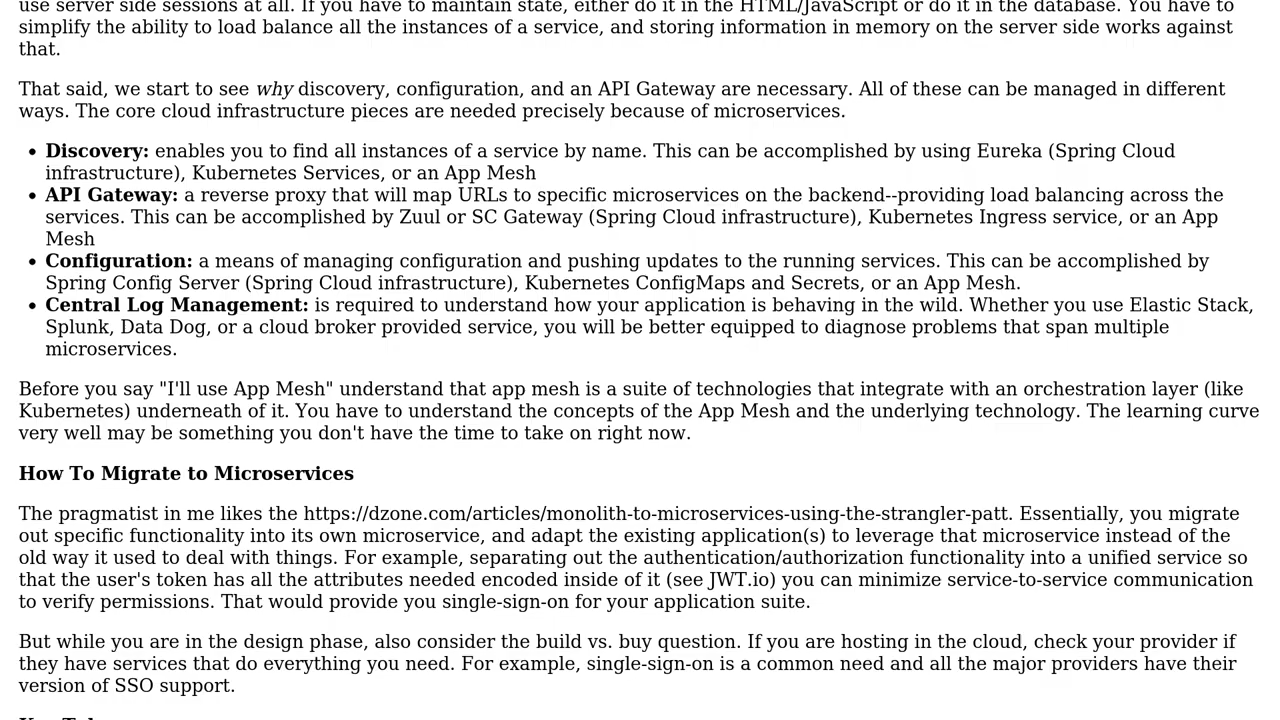 use server side sessions at all. If you have to maintain state, either do it in the HTML/JavaScript or do it in the database. You have to
simplify the ability to load balance all the instances of a service, and storing information in memory on the server side works against
that.
That said, we start to see why discovery, configuration, and an API Gateway are necessary. All of these can be managed in different
ways. The core cloud infrastructure pieces are needed precisely because of microservices.
• Discovery: enables you to find all instances of a service by name. This can be accomplished by using Eureka (Spring Cloud
infrastructure), Kubernetes Services, or an App Mesh
• API Gateway: a reverse proxy that will map URLs to specific microservices on the backend--providing load balancing across the
services. This can be accomplished by Zuul or SC Gateway (Spring Cloud infrastructure), Kubernetes Ingress service, or an App
Mesh
• Configuration: a means of managing configuration and pushing updates to the running services. This can be accomplished by
Spring Config Server (Spring Cloud infrastructure), Kubernetes ConfigMaps and Secrets, or an App Mesh.
• Central Log Management: is required to understand how your application is behaving in the wild. Whether you use Elastic Stack,
Splunk, Data Dog, or a cloud broker provided service, you will be better equipped to diagnose problems that span multiple
microservices.
Before you say "I'll use App Mesh" understand that app mesh is a suite of technologies that integrate with an orchestration layer (like
Kubernetes) underneath of it. You have to understand the concepts of the App Mesh and the underlying technology. The learning curve
very well may be something you don't have the time to take on right now.
How To Migrate to Microservices
The pragmatist in me likes the https://dzone.com/articles/monolith-to-microservices-using-the-strangler-patt. Essentially, you migrate
out specific functionality into its own microservice, and adapt the existing application(s) to leverage that microservice instead of the
old way it used to deal with things. For example, separating out the authentication/authorization functionality into a unified service so
that the user's token has all the attributes needed encoded inside of it (see JWT.io) you can minimize service-to-service communication
to verify permissions. That would provide you single-sign-on for your application suite.
But while you are in the design phase, also consider the build vs. buy question. If you are hosting in the cloud, check your provider if
they have services that do everything you need. For example, single-sign-on is a common need and all the major providers have their
version of SSO support.